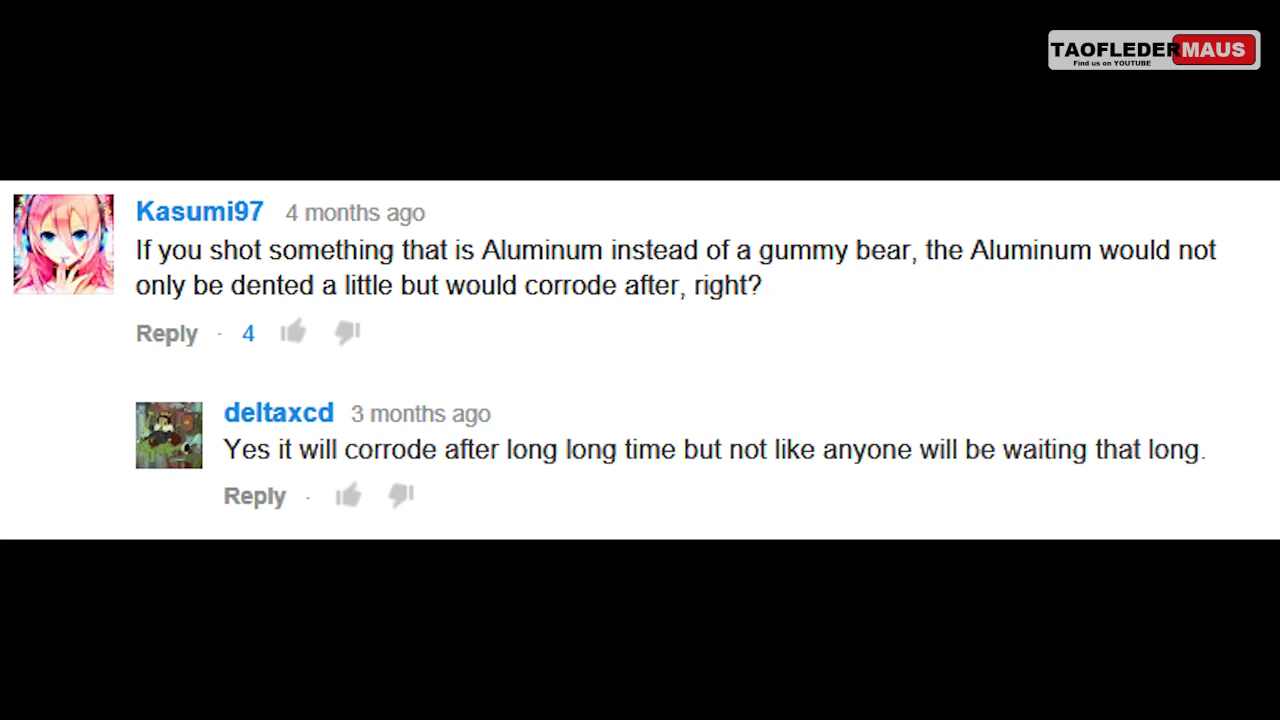 TAOFLEDERMAUS
Find us on YOUTUBE
Kasumi97 4 months ago
If you shot something that is Aluminum instead of a gummy bear, the Aluminum would not
only be dented a little but would corrode after, right?
Reply · 4
deltaxcd 3 months ago
Yes it will corrode after long long time but not like anyone will be waiting that long.
Reply ·